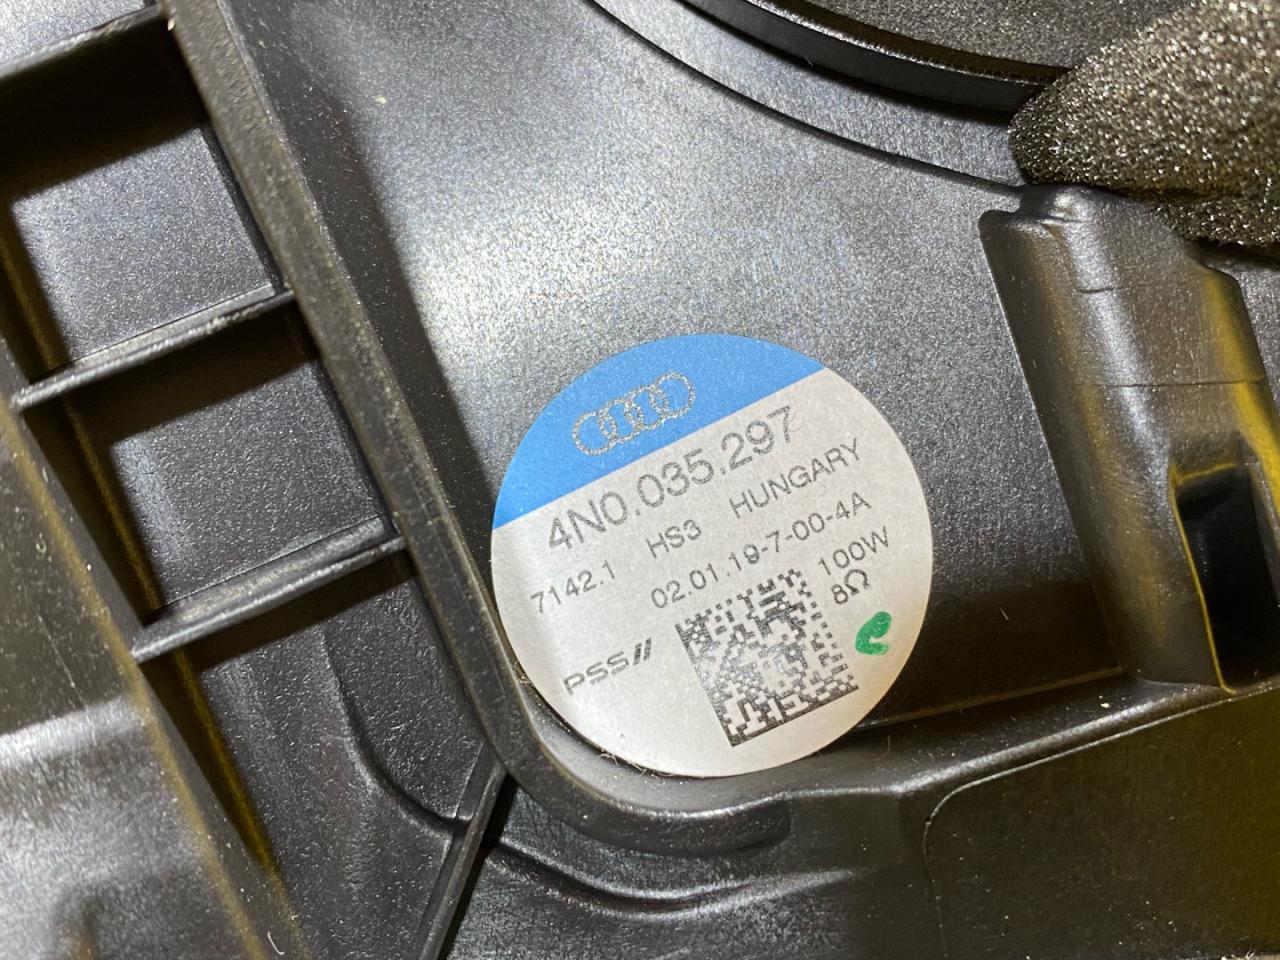 4N0.035.297
7142.1 HS3 HUNGARY
02.01.19-7-00-4A
100W
8Ω
PSS//